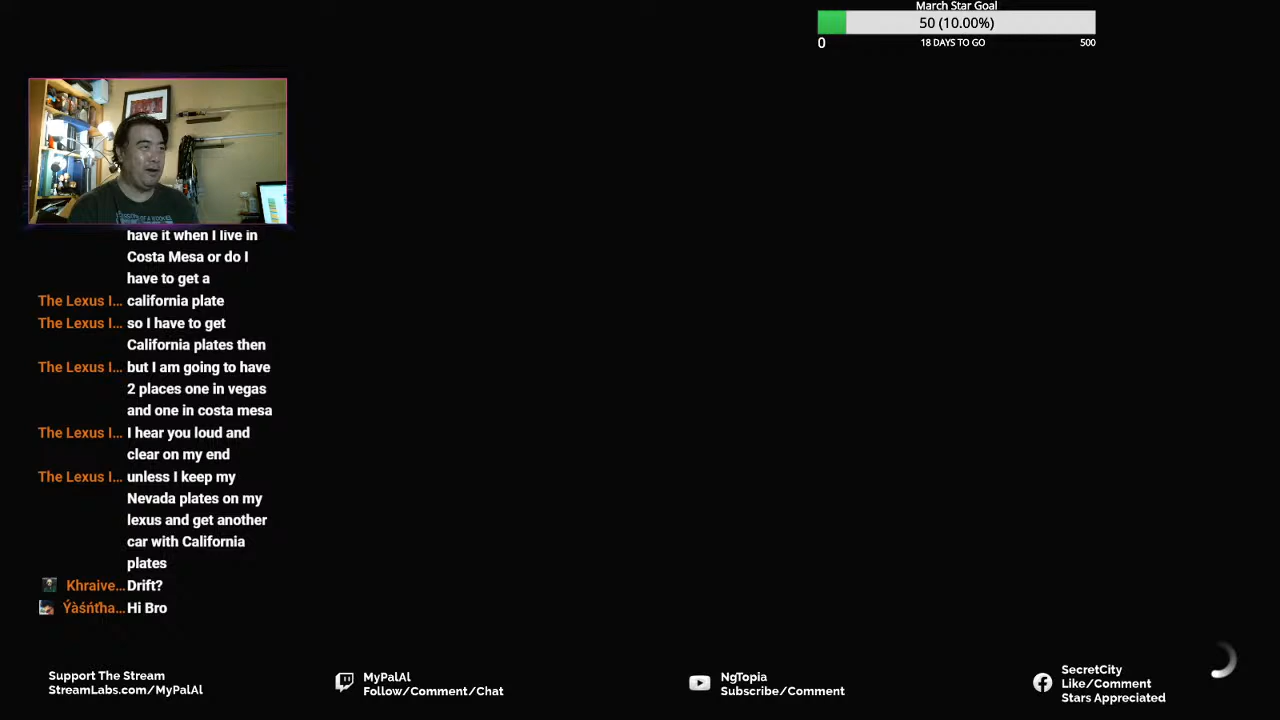 March Star Goal
50 (10.00%)
0
18 DAYS TO GO
500
have it when I live in
Costa Mesa or do I
have to get a
The Lexus I... california plate
The Lexus I... so I have to get
California plates then
The Lexus I... but I am going to have
2 places one in vegas
and one in costa mesa
The Lexus I... I hear you loud and
clear on my end
The Lexus I... unless I keep my
Nevada plates on my
lexus and get another
car with California
plates
Khraive... Drift?
Ýàśńťha... Hi Bro
Support The Stream
StreamLabs.com/MyPalAl
MyPalAl
Follow/Comment/Chat
NgTopia
Subscribe/Comment
SecretCity
Like/Comment
Stars Appreciated